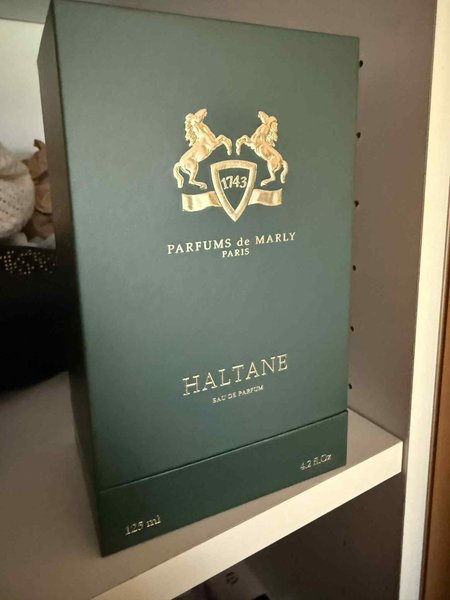 1743
PARFUMS de MARLY
PARIS
HALTANE
EAU DE PARFUM
125 ml
4.2 fl.Oz